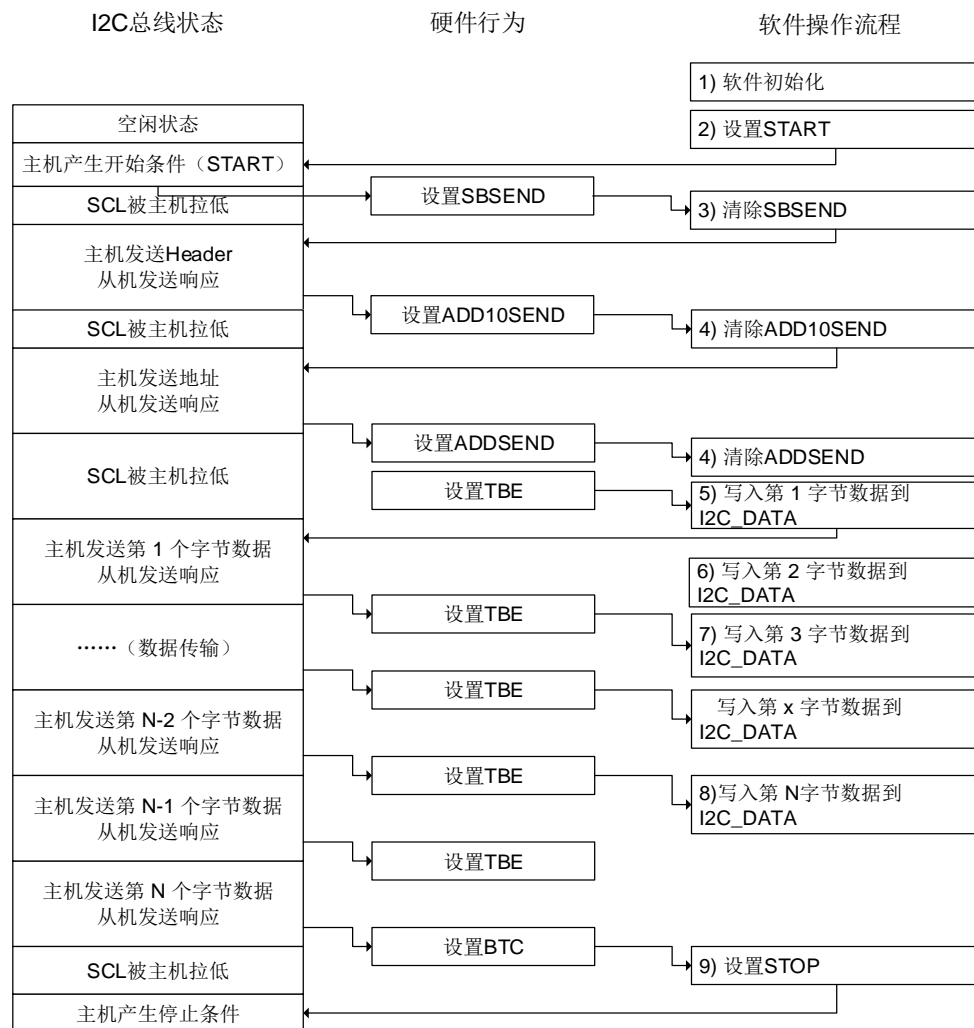 I2C总线状态
硬件行为
软件操作流程
1) 软件初始化
空闲状态
2) 设置START
主机产生开始条件（START）
SCL被主机拉低
设置SBSEND
3) 清除SBSEND
主机发送Header
从机发送响应
设置ADD10SEND
SCL被主机拉低
4) 清除ADD10SEND
主机发送地址
从机发送响应
设置ADDSEND
4) 清除ADDSEND
SCL被主机拉低
设置TBE
5) 写入第 1 字节数据到
I2C_DATA
主机发送第 1 个字节数据
从机发送响应
6) 写入第 2 字节数据到
I2C_DATA
设置TBE
7) 写入第 3 字节数据到
I2C_DATA
……（数据传输）
设置TBE
写入第 x 字节数据到
I2C_DATA
主机发送第 N-2 个字节数据
从机发送响应
设置TBE
8)写入第 N字节数据到
I2C_DATA
主机发送第 N-1 个字节数据
从机发送响应
设置TBE
主机发送第 N 个字节数据
从机发送响应
设置BTC
SCL被主机拉低
9) 设置STOP
主机产生停止条件